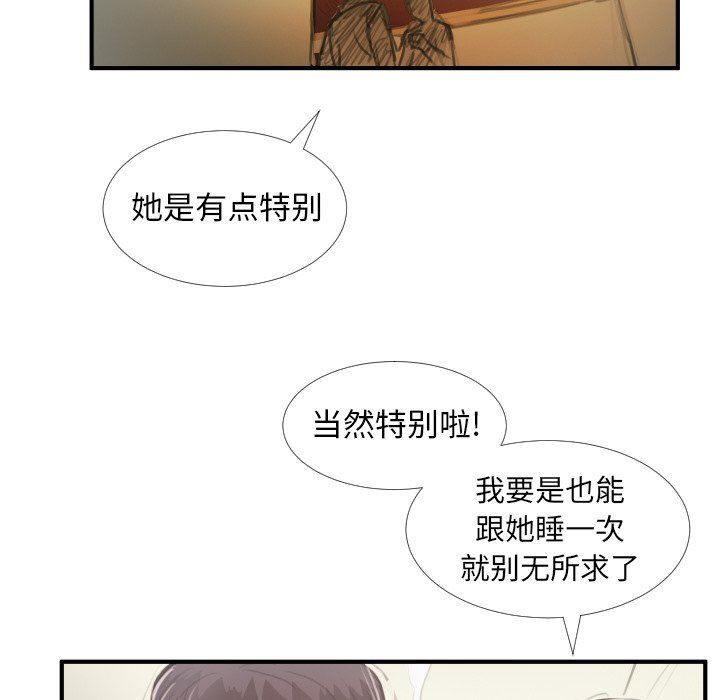 她是有点特别
当然特别啦!
我要是也能
跟她睡一次
就别无所求了